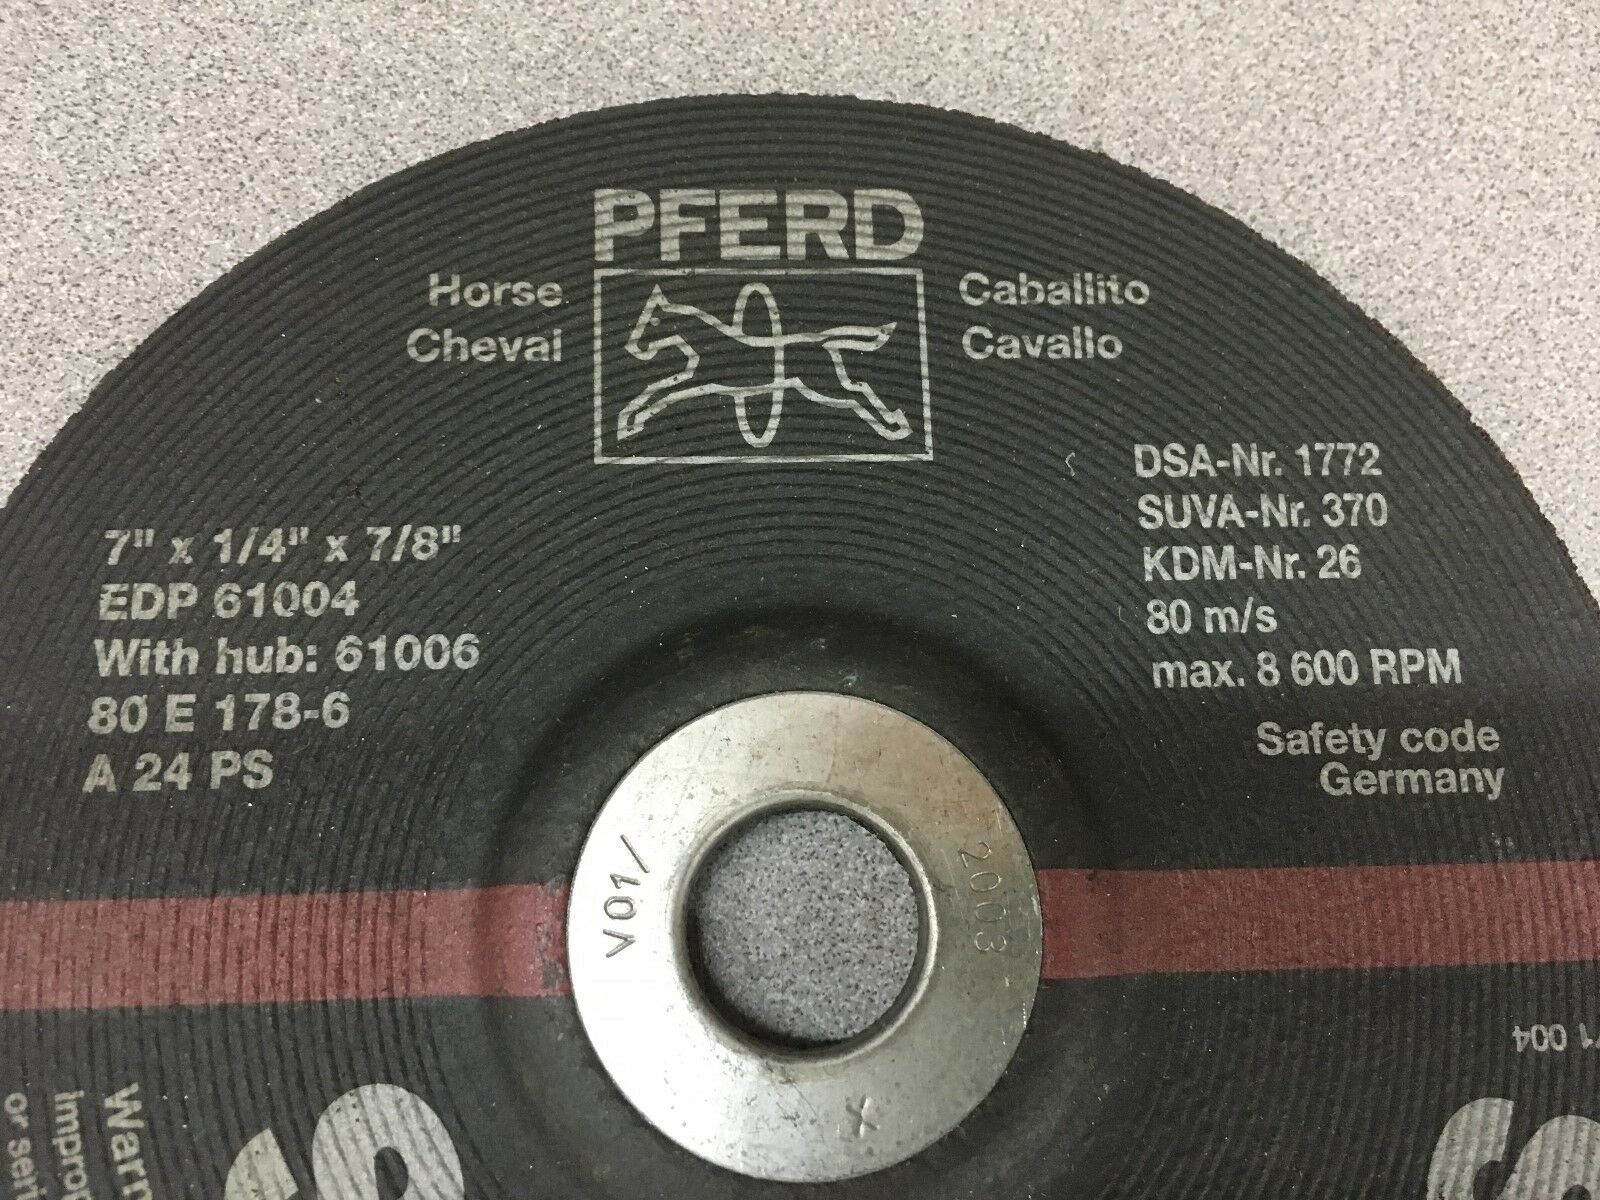 PFERD
Horse
Cheval
Caballito
Cavallo
7" x 1/4" x 7/8"
EDP 61004
With hub: 61006
80 E 178-6
A 24 PS
DSA-Nr. 1772
SUVA-Nr. 370
KDM-Nr. 26
80 m/s
max. 8 600 RPM
Safety code
Germany
V01/
2003
X
004
or